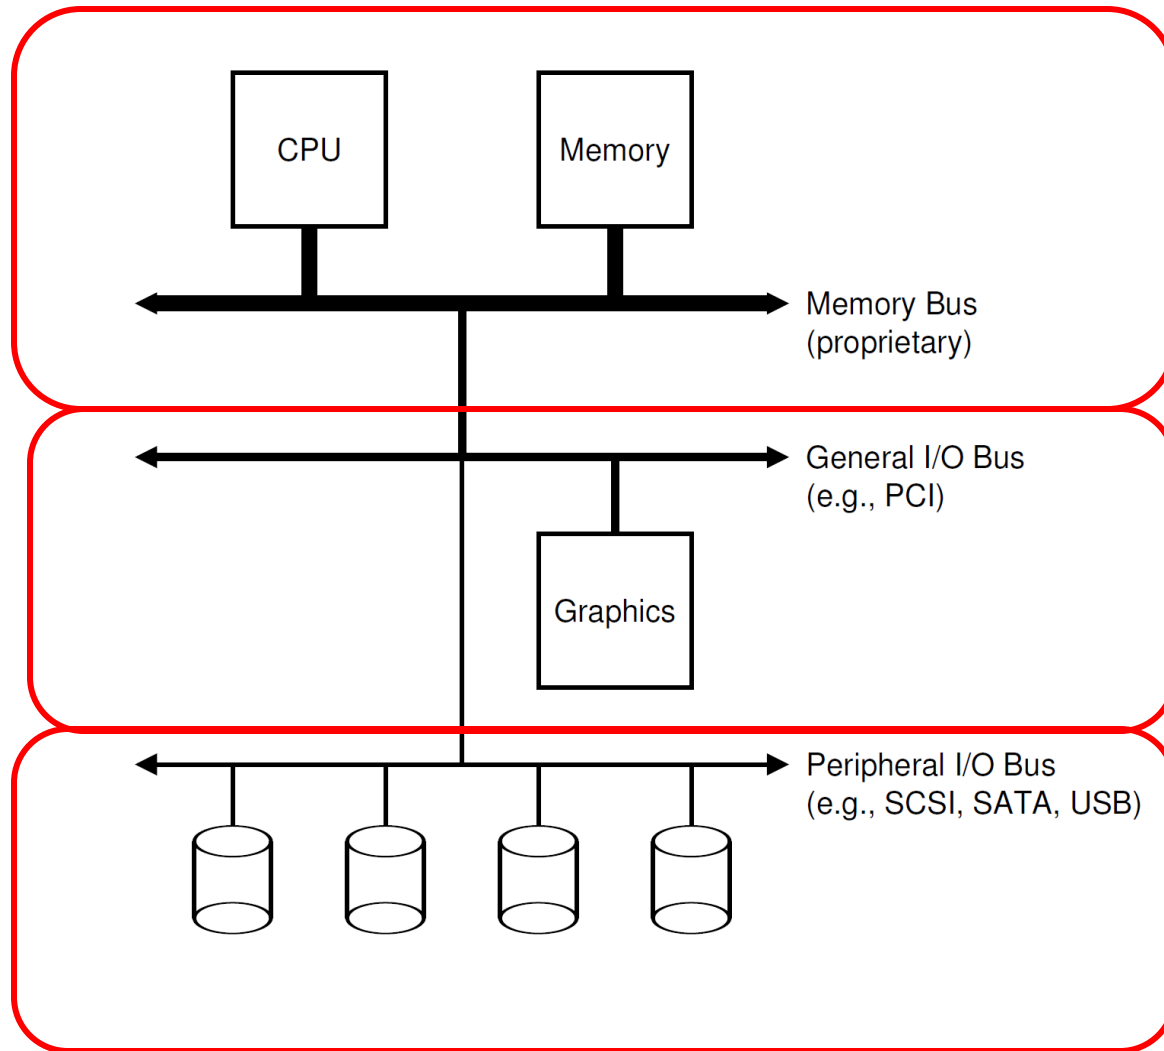 CPU
Memory
Memory Bus
(proprietary)
General I/O Bus
(e.g., PCI)
Graphics
Peripheral I/O Bus
(e.g., SCSI, SATA, USB)